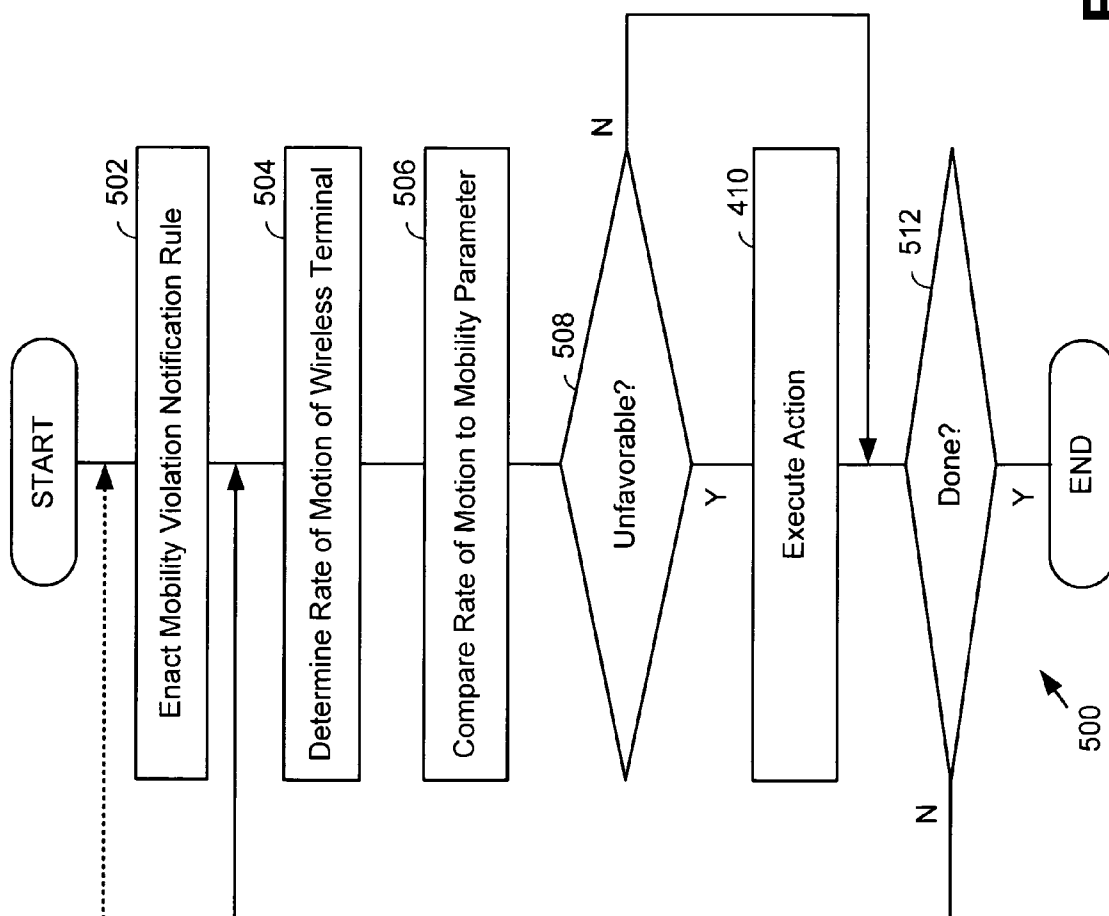 START
502
Enact Mobility Violation Notification Rule
504
Determine Rate of Motion of Wireless Terminal
506
Compare Rate of Motion to Mobility Parameter
508
Unfavorable?
N
Y
410
Execute Action
512
Done?
N
Y
END
500